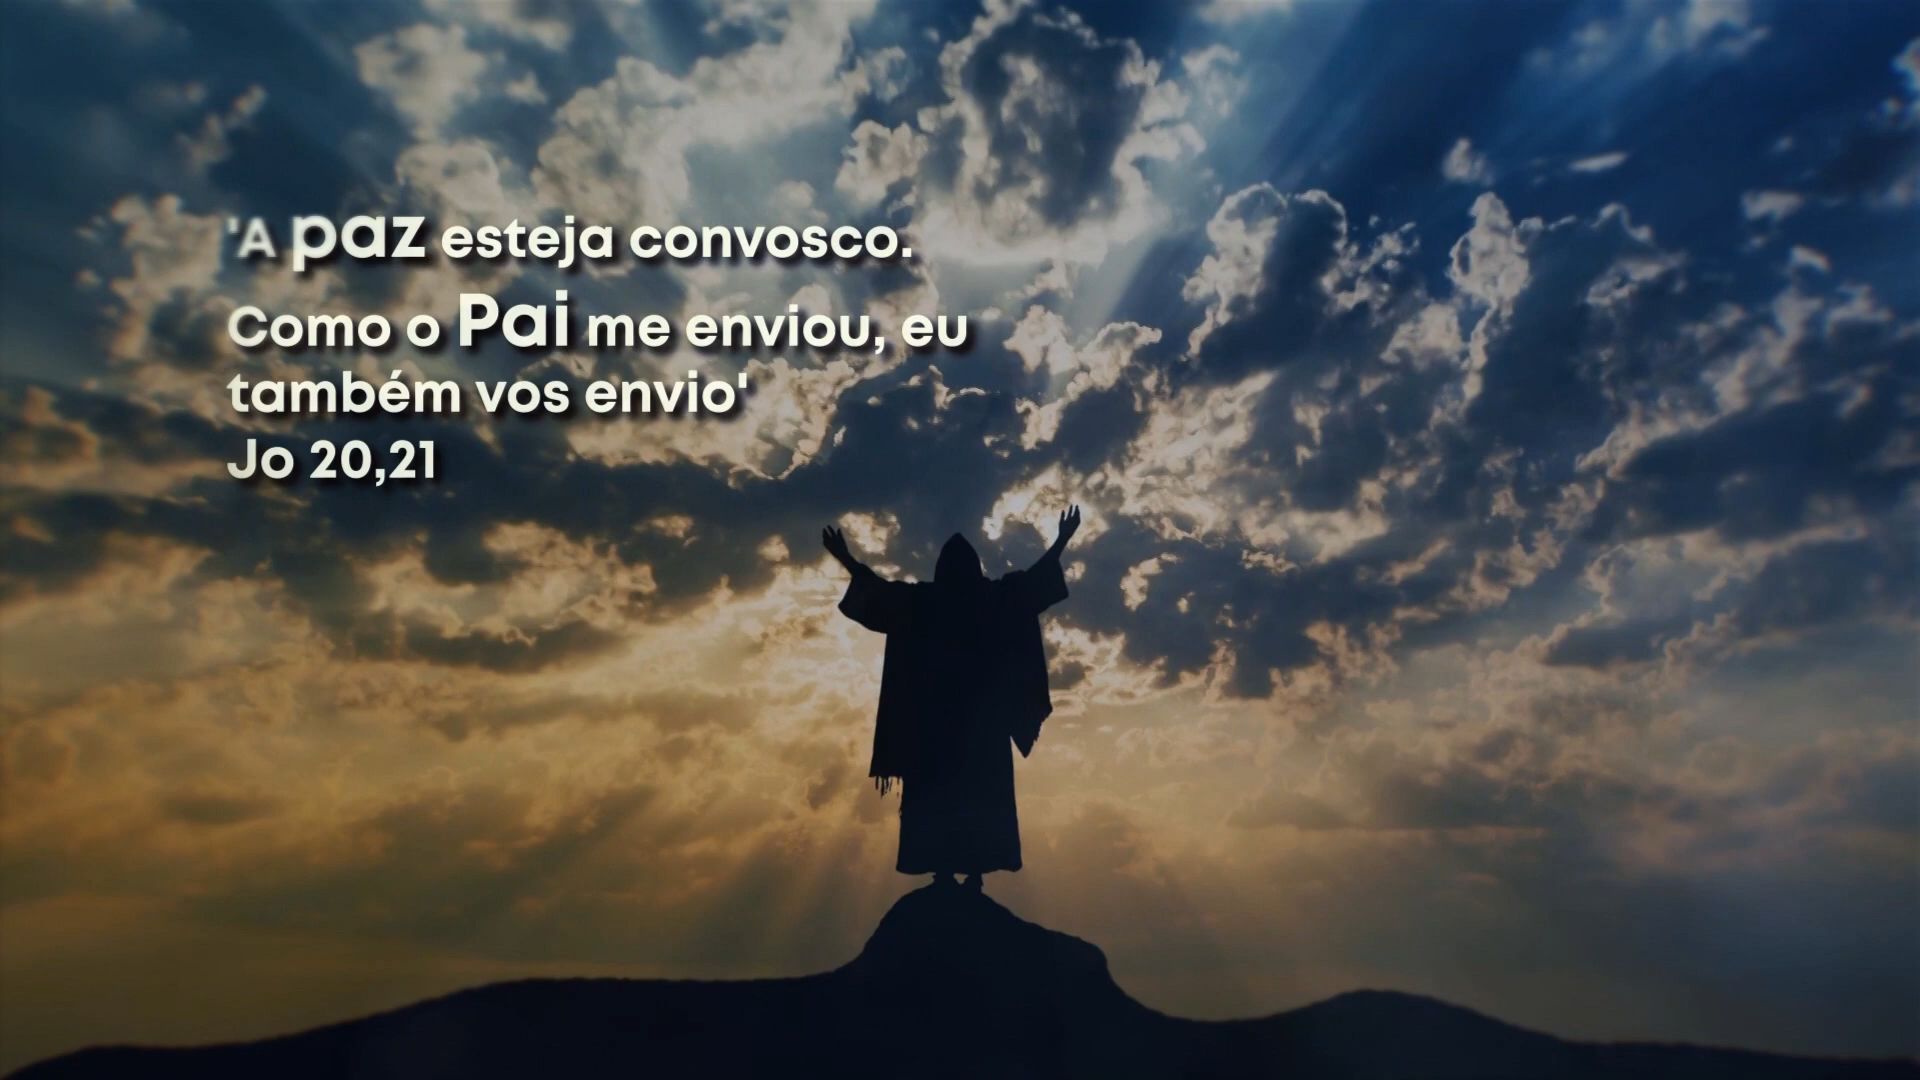 'A paz esteja convosco.
Como o Pai me enviou, eu
também vos envio'
Jo 20,21